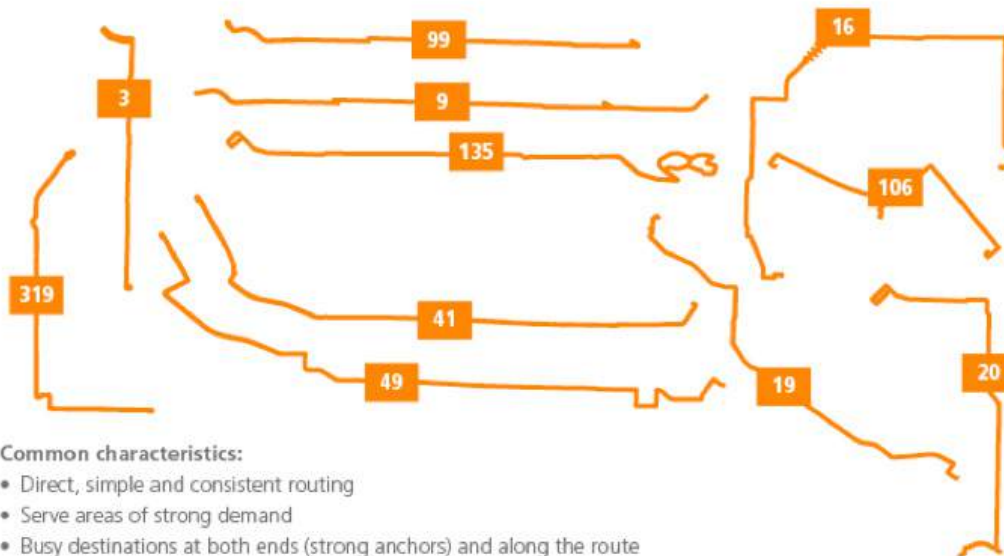 99
16
3
9
135
106
319
41
49
19
20
Common characteristics:
• Direct, simple and consistent routing
• Serve areas of strong demand
• Busy destinations at both ends (strong anchors) and along the route